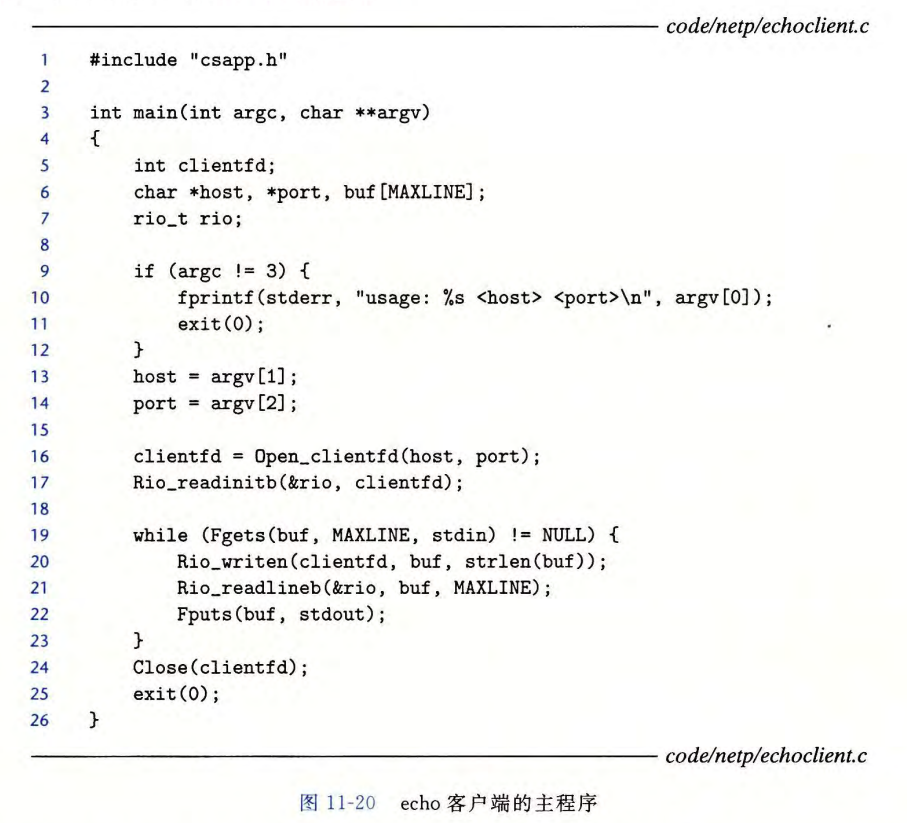 code/netp/echoclient.c
1 #include "csapp.h"
2
3 int main(int argc, char **argv)
4 {
5     int clientfd;
6     char *host, *port, buf[MAXLINE];
7     rio_t rio;
8
9     if (argc != 3) {
10         fprintf(stderr, "usage: %s <host> <port>\n", argv[0]);
11         exit(0);
12     }
13     host = argv[1];
14     port = argv[2];
15
16     clientfd = Open_clientfd(host, port);
17     Rio_readinitb(&rio, clientfd);
18
19     while (Fgets(buf, MAXLINE, stdin) != NULL) {
20         Rio_writen(clientfd, buf, strlen(buf));
21         Rio_readlineb(&rio, buf, MAXLINE);
22         Fputs(buf, stdout);
23     }
24     Close(clientfd);
25     exit(0);
26 }
code/netp/echoclient.c
图 11-20 echo 客户端的主程序